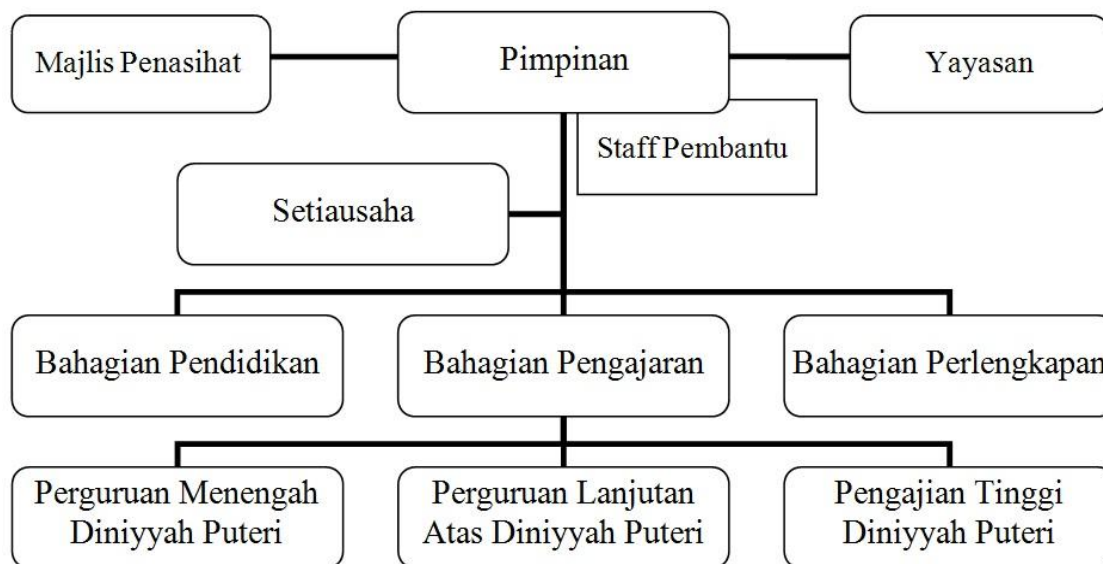 Majlis Penasihat
Pimpinan
Yayasan
Staff Pembantu
Setiausaha
Bahagian Pendidikan
Bahagian Pengajaran
Bahagian Perlengkapan
Perguruan Menengah
Diniyyah Puteri
Perguruan Lanjutan
Atas Diniyyah Puteri
Pengajian Tinggi
Diniyyah Puteri